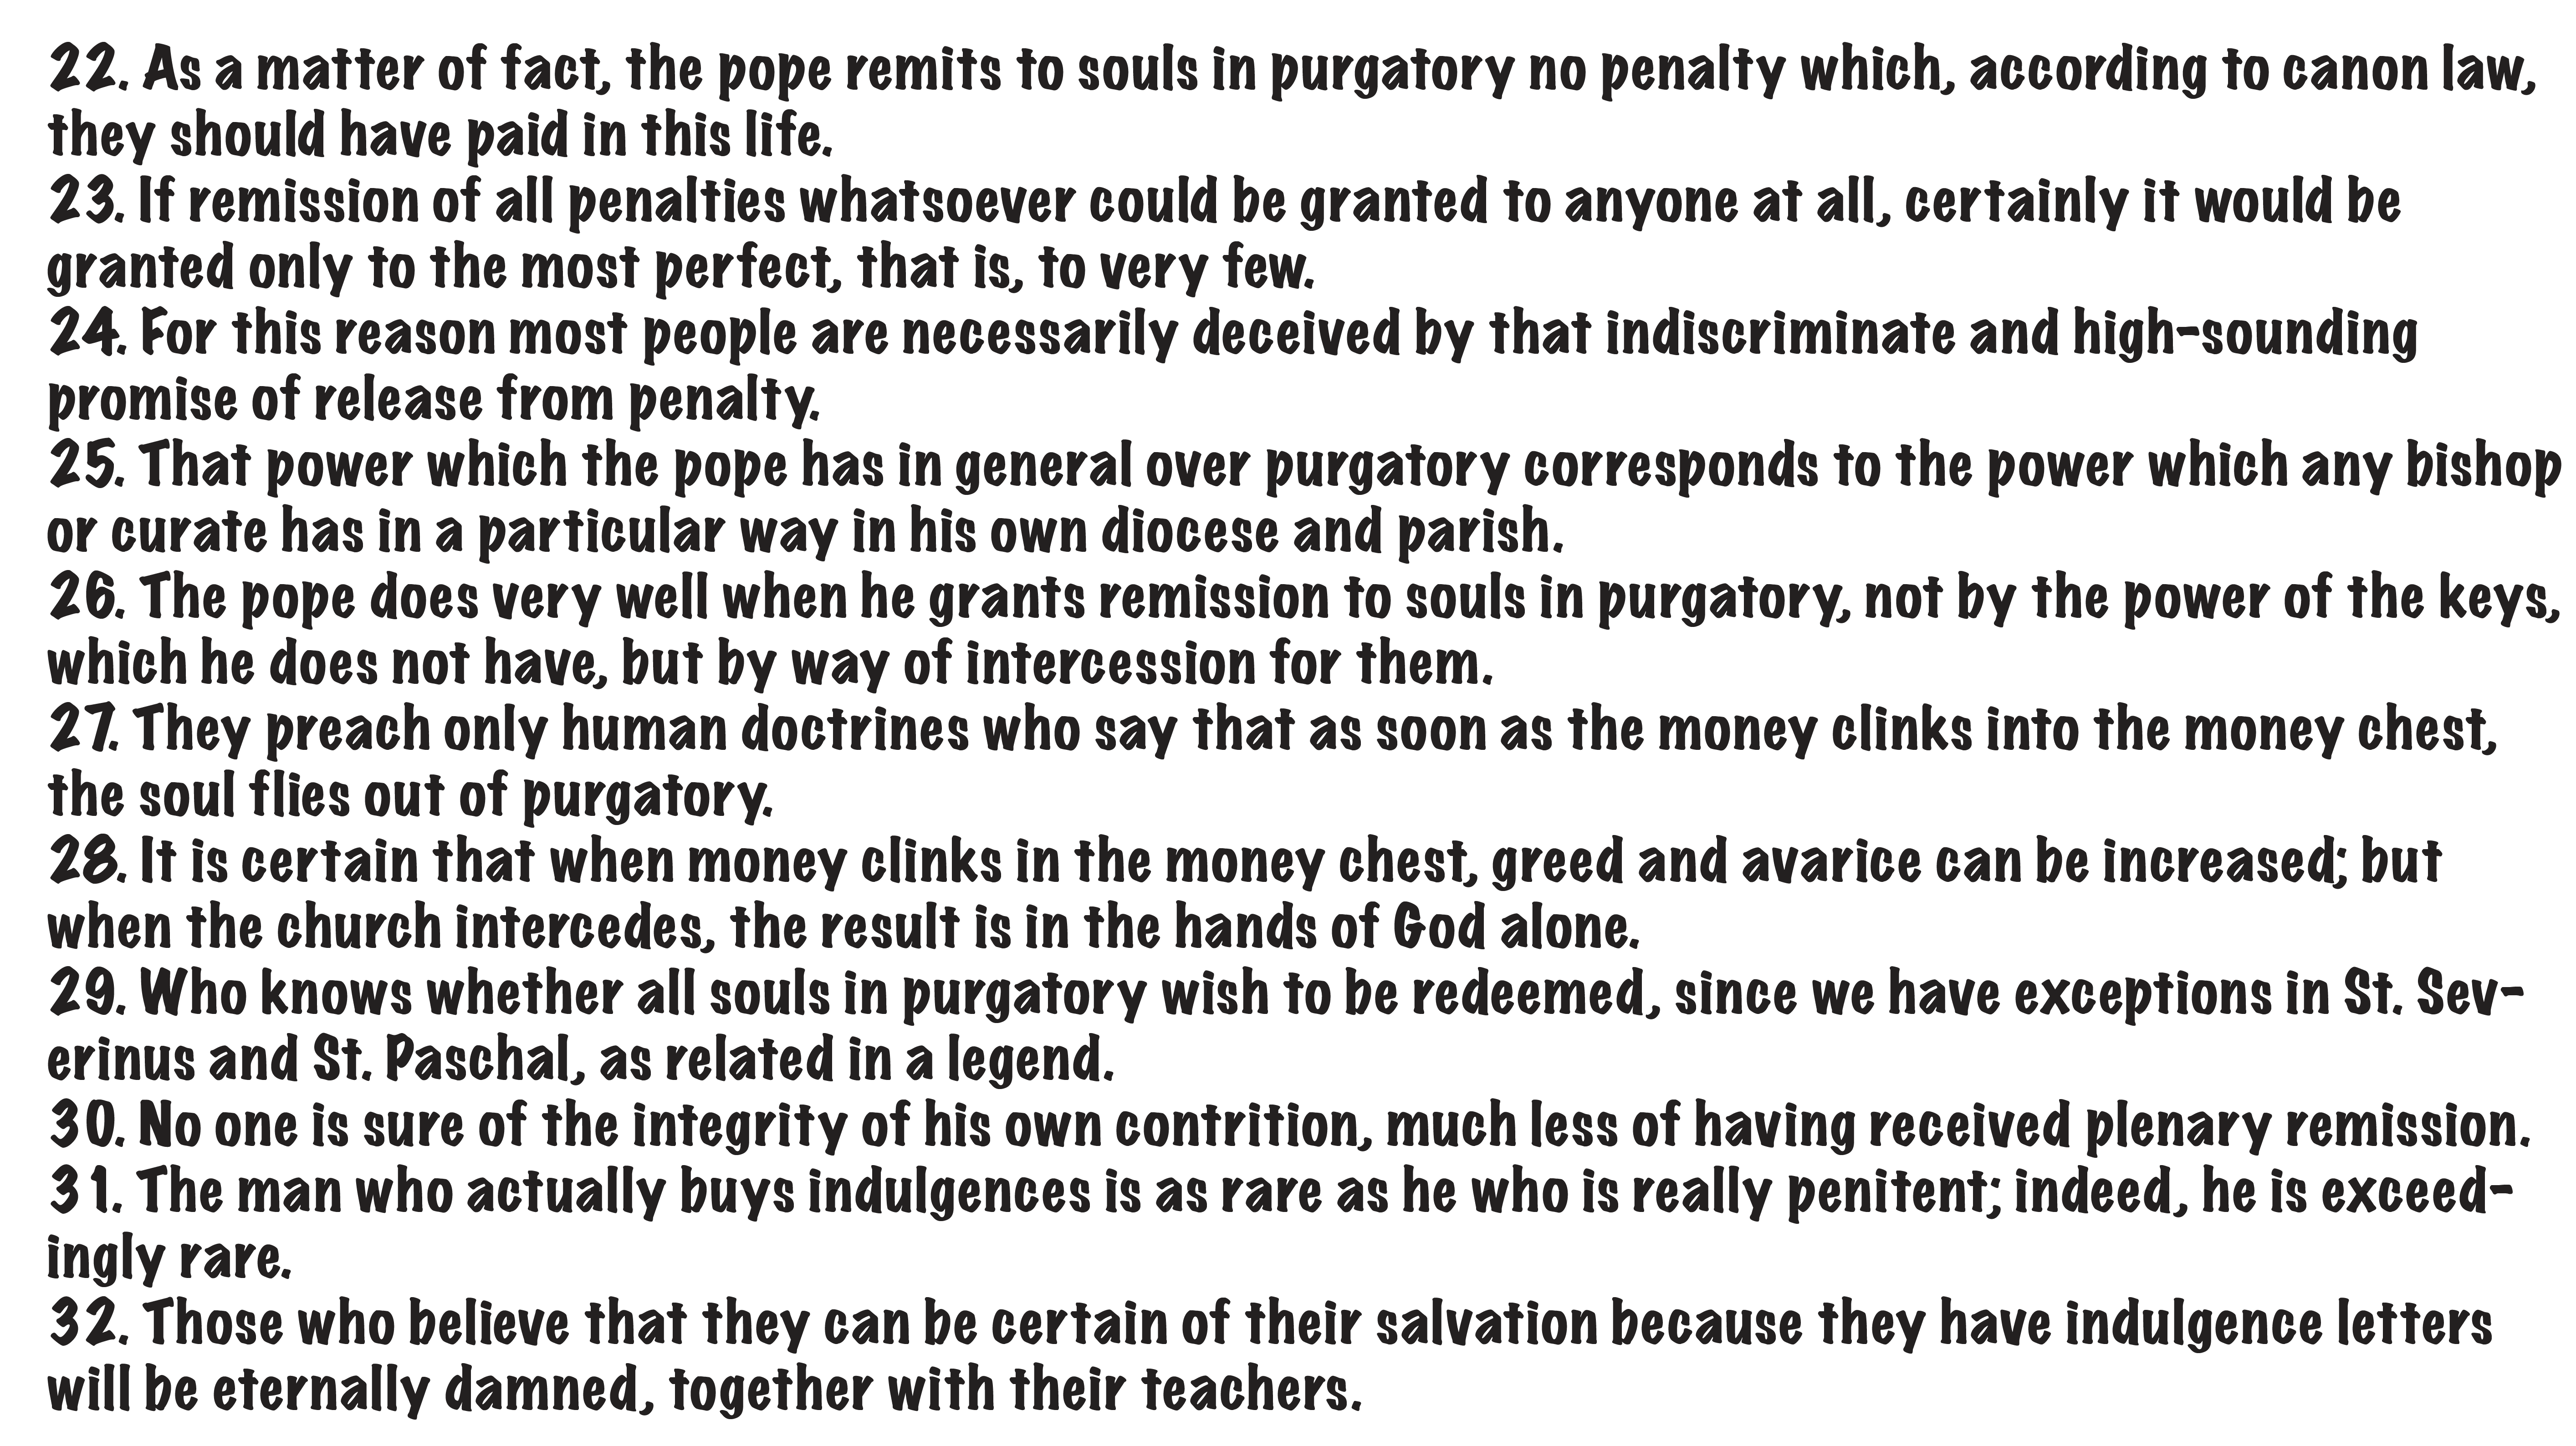 22. As a matter of fact, the pope remits to souls in purgatory no penalty which, according to canon law,
they should have paid in this life.
23. If remission of all penalties whatsoever could be granted to anyone at all, certainly it would be
granted only to the most perfect, that is, to very few.
24. For this reason most people are necessarily deceived by that indiscriminate and high-sounding
promise of release from penalty.
25. That power which the pope has in general over purgatory corresponds to the power which any bishop
or curate has in a particular way in his own diocese and parish.
26. The pope does very well when he grants remission to souls in purgatory, not by the power of the keys,
which he does not have, but by way of intercession for them.
27. They preach only human doctrines who say that as soon as the money clinks into the money chest,
the soul flies out of purgatory.
28. It is certain that when money clinks in the money chest, greed and avarice can be increased; but
when the church intercedes, the result is in the hands of God alone.
29. Who knows whether all souls in purgatory wish to be redeemed, since we have exceptions in St. Sev-
erinus and St. Paschal, as related in a legend.
30. No one is sure of the integrity of his own contrition, much less of having received plenary remission.
31. The man who actually buys indulgences is as rare as he who is really penitent; indeed, he is exceed-
ingly rare.
32. Those who believe that they can be certain of their salvation because they have indulgence letters
will be eternally damned, together with their teachers.